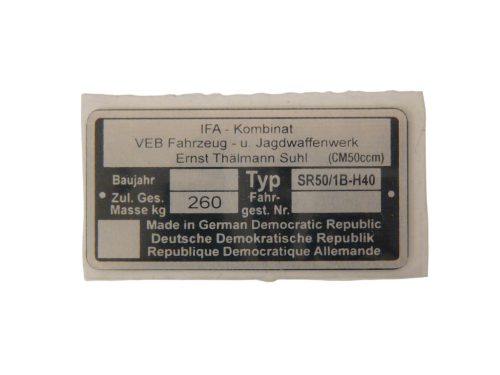 IFA - Kombinat
VEB Fahrzeug - u. Jagdwaffenwerk
Ernst Thälmann Suhl (CM50ccm)
Baujahr Typ SR50/1B-H40
Zul. Ges. Masse kg 260 Fahr- gest. Nr.
Made in German Democratic Republic
Deutsche Demokratische Republik
Republique Democratique Allemande